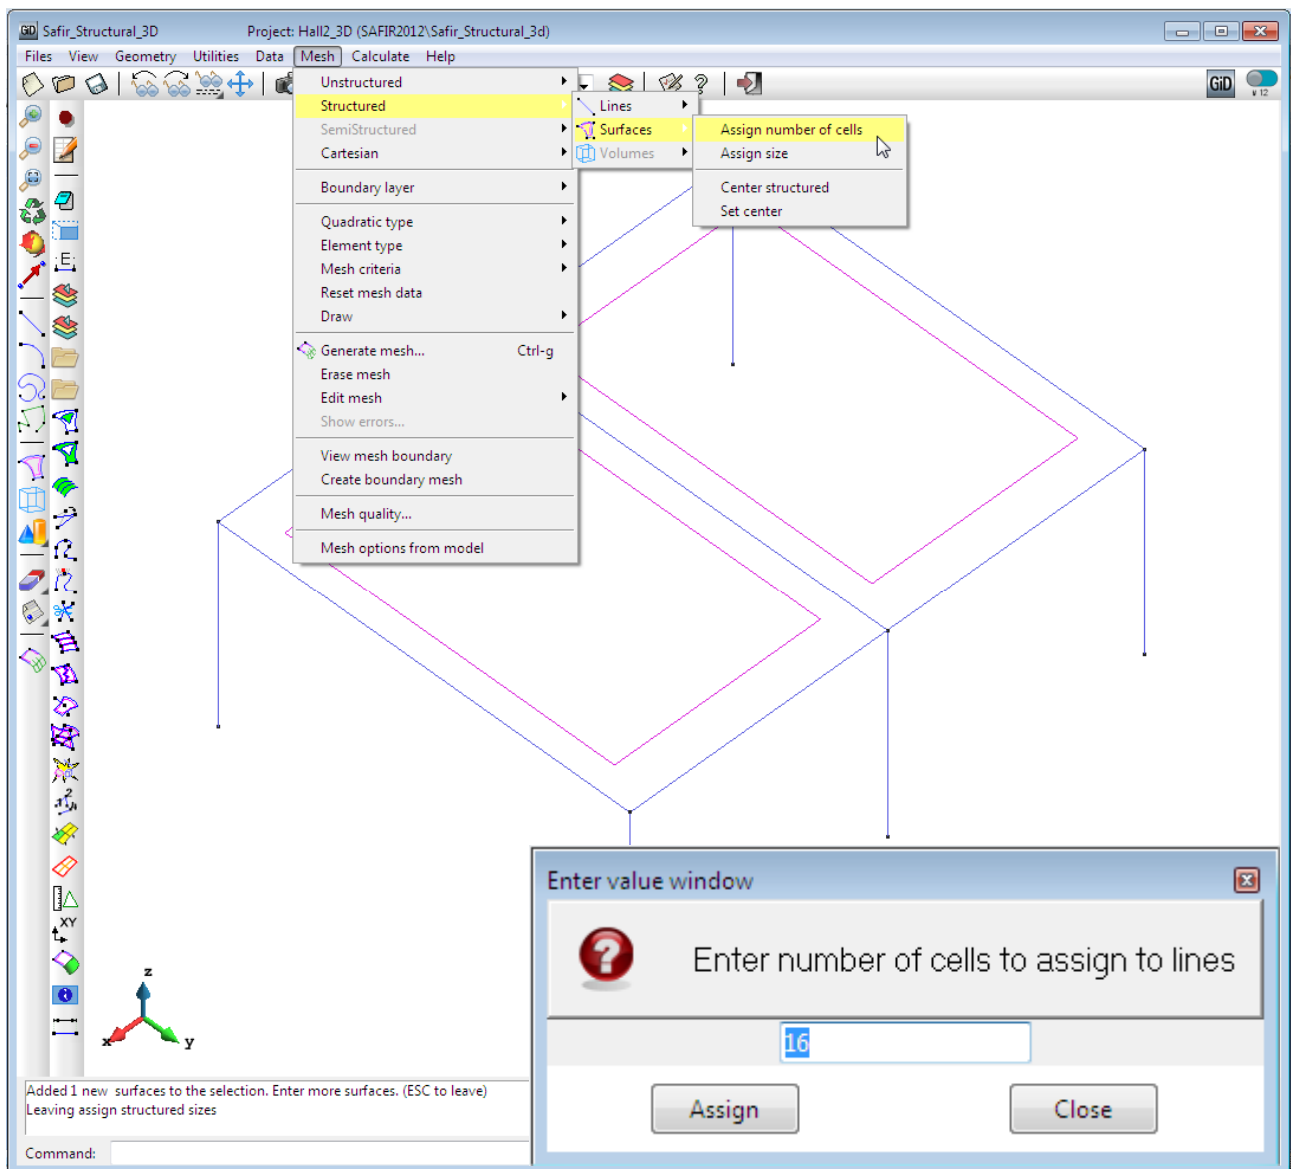 Safir_Structural_3D Project: Hall2_3D (SAFIR2012\Safir_Structural_3d)
Files View Geometry Utilities Data Mesh Calculate Help
GiD
v 12
Unstructured
Structured
SemiStructured
Cartesian
Boundary layer
Quadratic type
Element type
Mesh criteria
Reset mesh data
Draw
Generate mesh... Ctrl-g
Erase mesh
Edit mesh
Show errors...
View mesh boundary
Create boundary mesh
Mesh quality...
Mesh options from model
Lines
Surfaces
Volumes
Assign number of cells
Assign size
Center structured
Set center
E
2
XY
z
x
y
Enter value window
Enter number of cells to assign to lines
16
Assign Close
Added 1 new surfaces to the selection. Enter more surfaces. (ESC to leave)
Leaving assign structured sizes
Command: